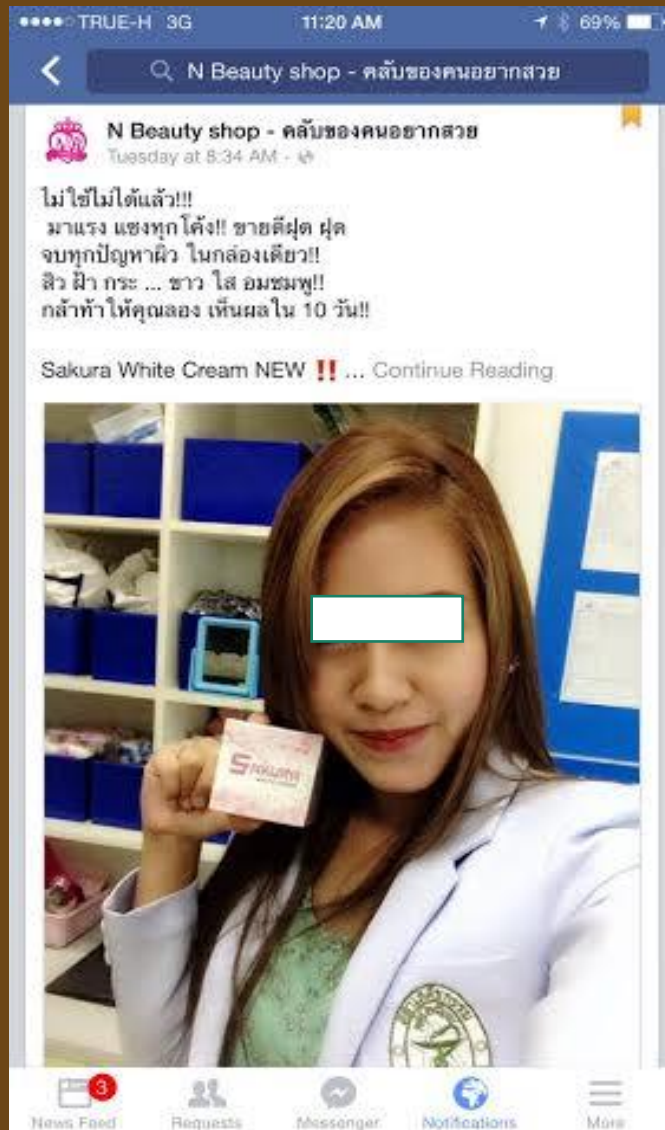 TRUE-H 3G 11:20 AM 69%
N Beauty shop - คลับของคนอยากสวย
N Beauty shop - คลับของคนอยากสวย
Tuesday at 8:34 AM -
ไม่ใช้ไม่ได้แล้ว!!!
มาแรง แซงทุกโค้ง!! ขายดีฝุด ฝุด
จบทุกปัญหาผิว ในกล่องเดียว!!
สิว ฝ้า กระ ... ขาว ใส อมชมพู!!
กล้าท้าให้คุณลอง เห็นผลใน 10 วัน!!
Sakura White Cream NEW ‼️ ... Continue Reading
SAKURA
3
News Feed Requests Messenger Notifications More